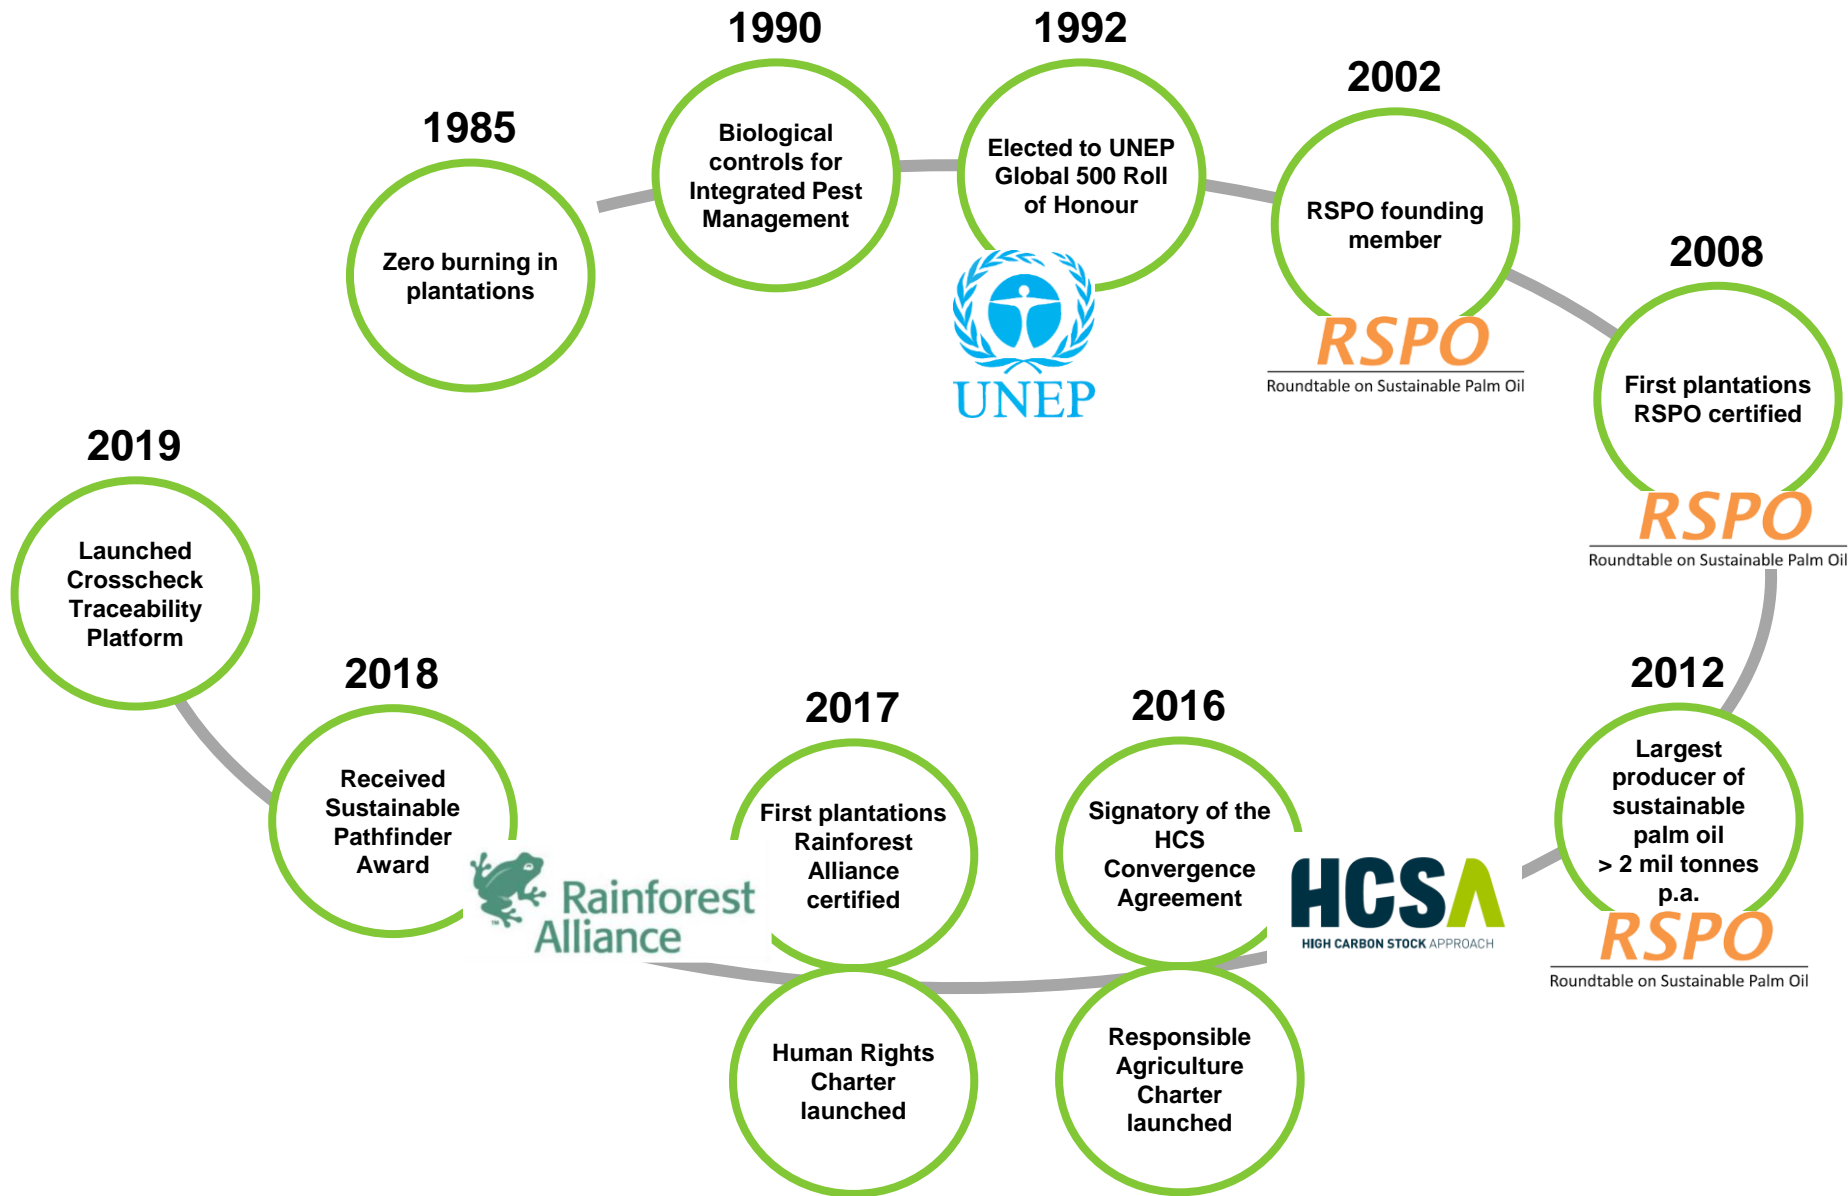 1985
Zero burning in
plantations
1990
Biological
controls for
Integrated Pest
Management
1992
Elected to UNEP
Global 500 Roll
of Honour
UNEP
2002
RSPO founding
member
RSPO
Roundtable on Sustainable Palm Oil
2008
First plantations
RSPO certified
RSPO
Roundtable on Sustainable Palm Oil
2012
Largest
producer of
sustainable
palm oil
> 2 mil tonnes
p.a.
RSPO
Roundtable on Sustainable Palm Oil
2016
Signatory of the
HCS
Convergence
Agreement
HCSA
HIGH CARBON STOCK APPROACH
Responsible
Agriculture
Charter
launched
2017
First plantations
Rainforest
Alliance
certified
Rainforest
Alliance
TM
Human Rights
Charter
launched
2018
Received
Sustainable
Pathfinder
Award
2019
Launched
Crosscheck
Traceability
Platform